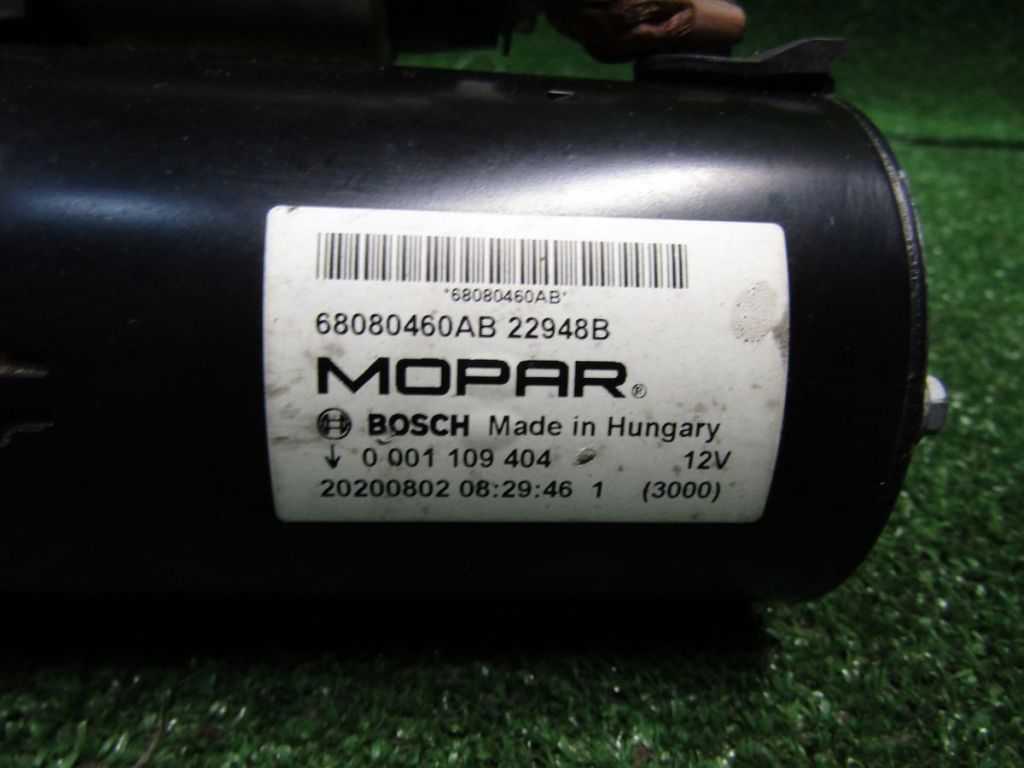 *68080460AB*
68080460AB 22948B
MOPAR®
BOSCH Made in Hungary
↓ 0 001 109 404 12V
20200802 08:29:46 1 (3000)